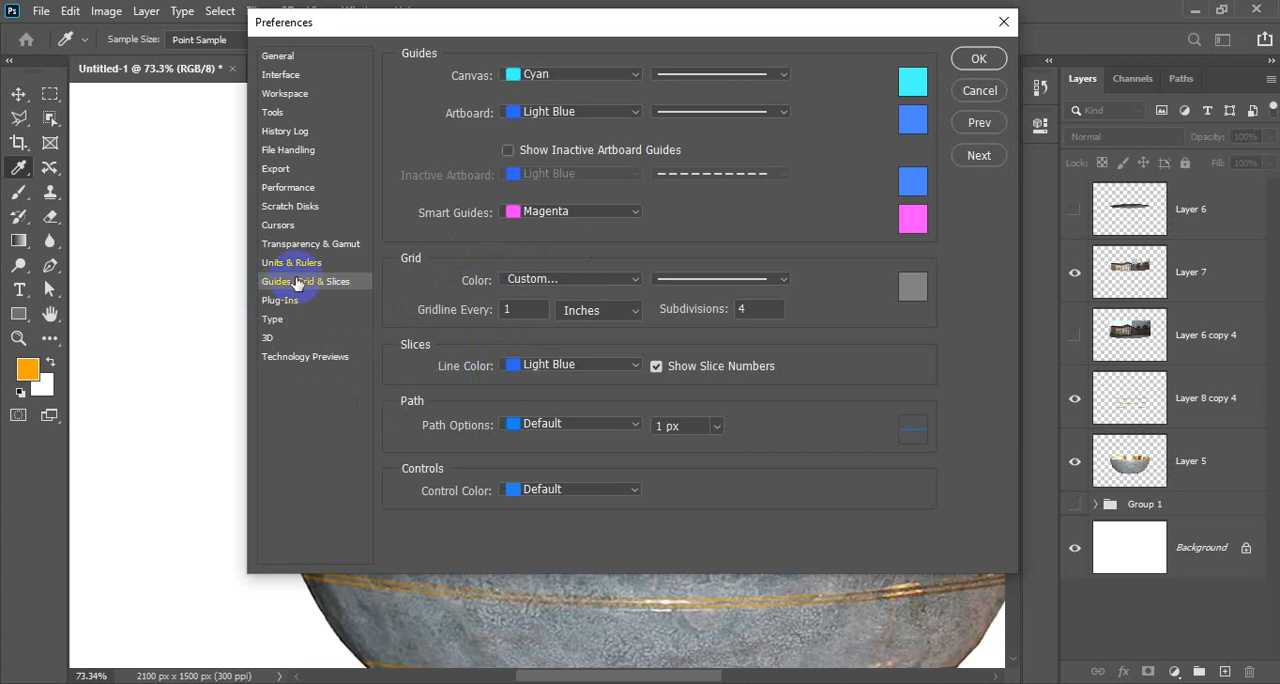 Ps File Edit Image Layer Type Select
Preferences
Sample Size: Point Sample
Untitled-1 @ 73.3% (RGB/8) *
General
Interface
Workspace
Tools
History Log
File Handling
Export
Performance
Scratch Disks
Cursors
Transparency & Gamut
Units & Rulers
Guides, Grid & Slices
Plug-Ins
Type
3D
Technology Previews
Guides
Canvas: Cyan
Artboard: Light Blue
Show Inactive Artboard Guides
Inactive Artboard: Light Blue
Smart Guides: Magenta
Grid
Color: Custom...
Gridline Every: 1 Inches Subdivisions: 4
Slices
Line Color: Light Blue Show Slice Numbers
Path
Path Options: Default 1 px
Controls
Control Color: Default
OK
Cancel
Prev
Next
Layers Channels Paths
Kind
Normal Opacity: 100%
Lock: Fill: 100%
Layer 6
Layer 7
Layer 6 copy 4
Layer 8 copy 4
Layer 5
Group 1
Background
73.34% 2100 px x 1500 px (300 ppi)